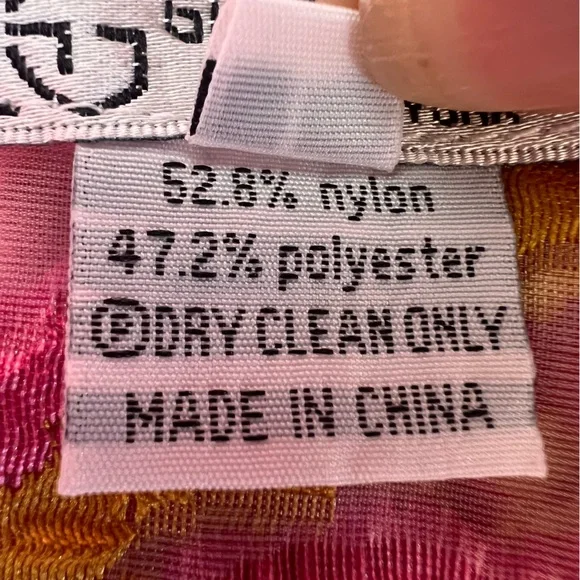 52.8% nylon
47.2% polyester
ⓅDRY CLEAN ONLY
MADE IN CHINA